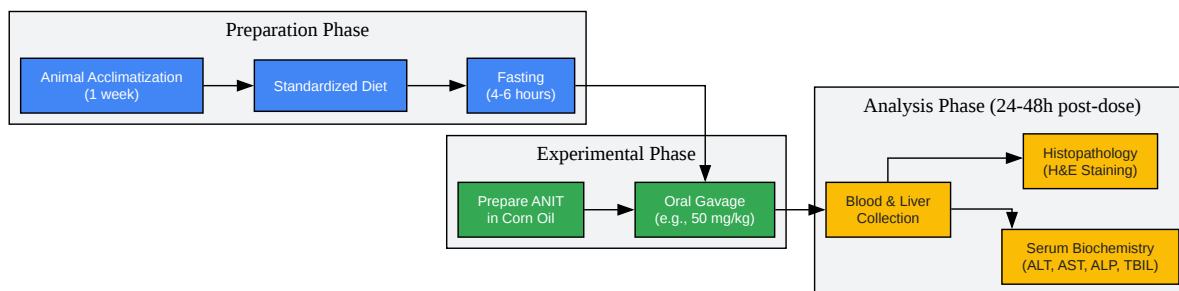 Preparation Phase
Animal Acclimatization
(1 week)
Standardized Diet
Fasting
(4-6 hours)
Experimental Phase
Prepare ANIT
in Corn Oil
Oral Gavage
(e.g., 50 mg/kg)
Analysis Phase (24-48h post-dose)
Blood & Liver
Collection
Histopathology
(H&E Staining)
Serum Biochemistry
(ALT, AST, ALP, TBIL)